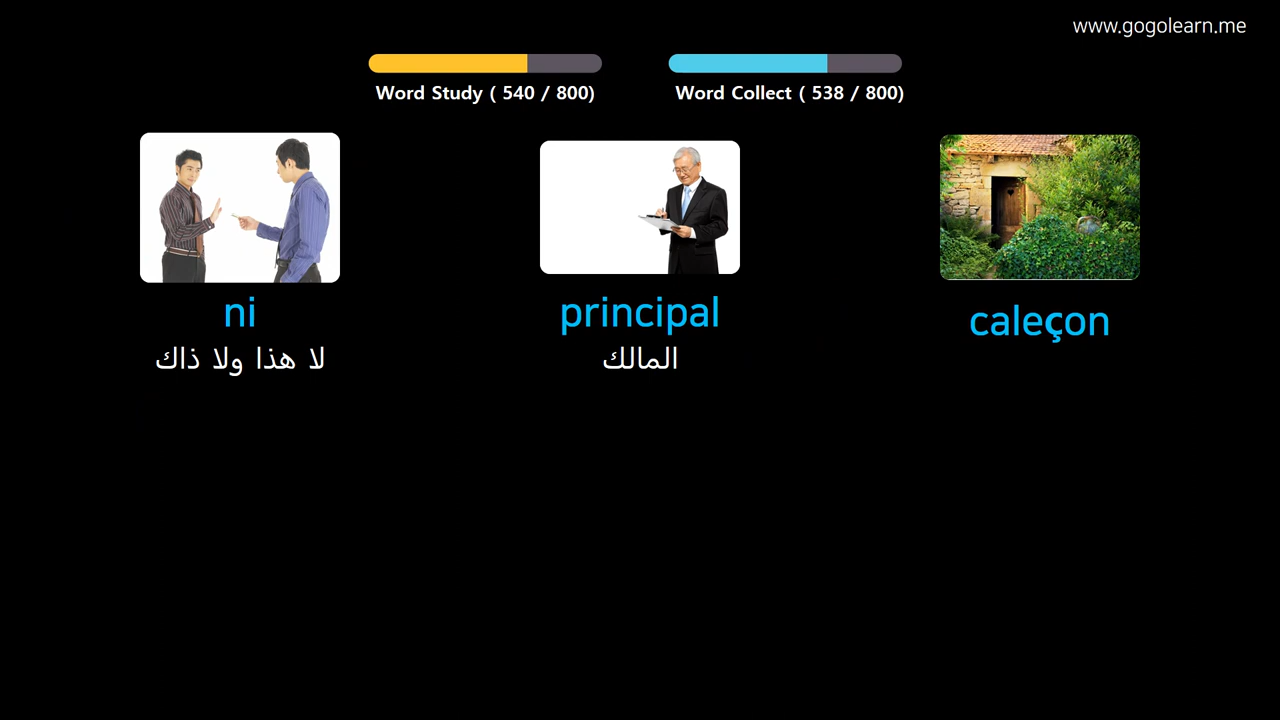 www.gogolearn.me
Word Study ( 540 / 800)
Word Collect ( 538 / 800)
ni
لا هذا ولا ذاك
principal
المالك
caleçon